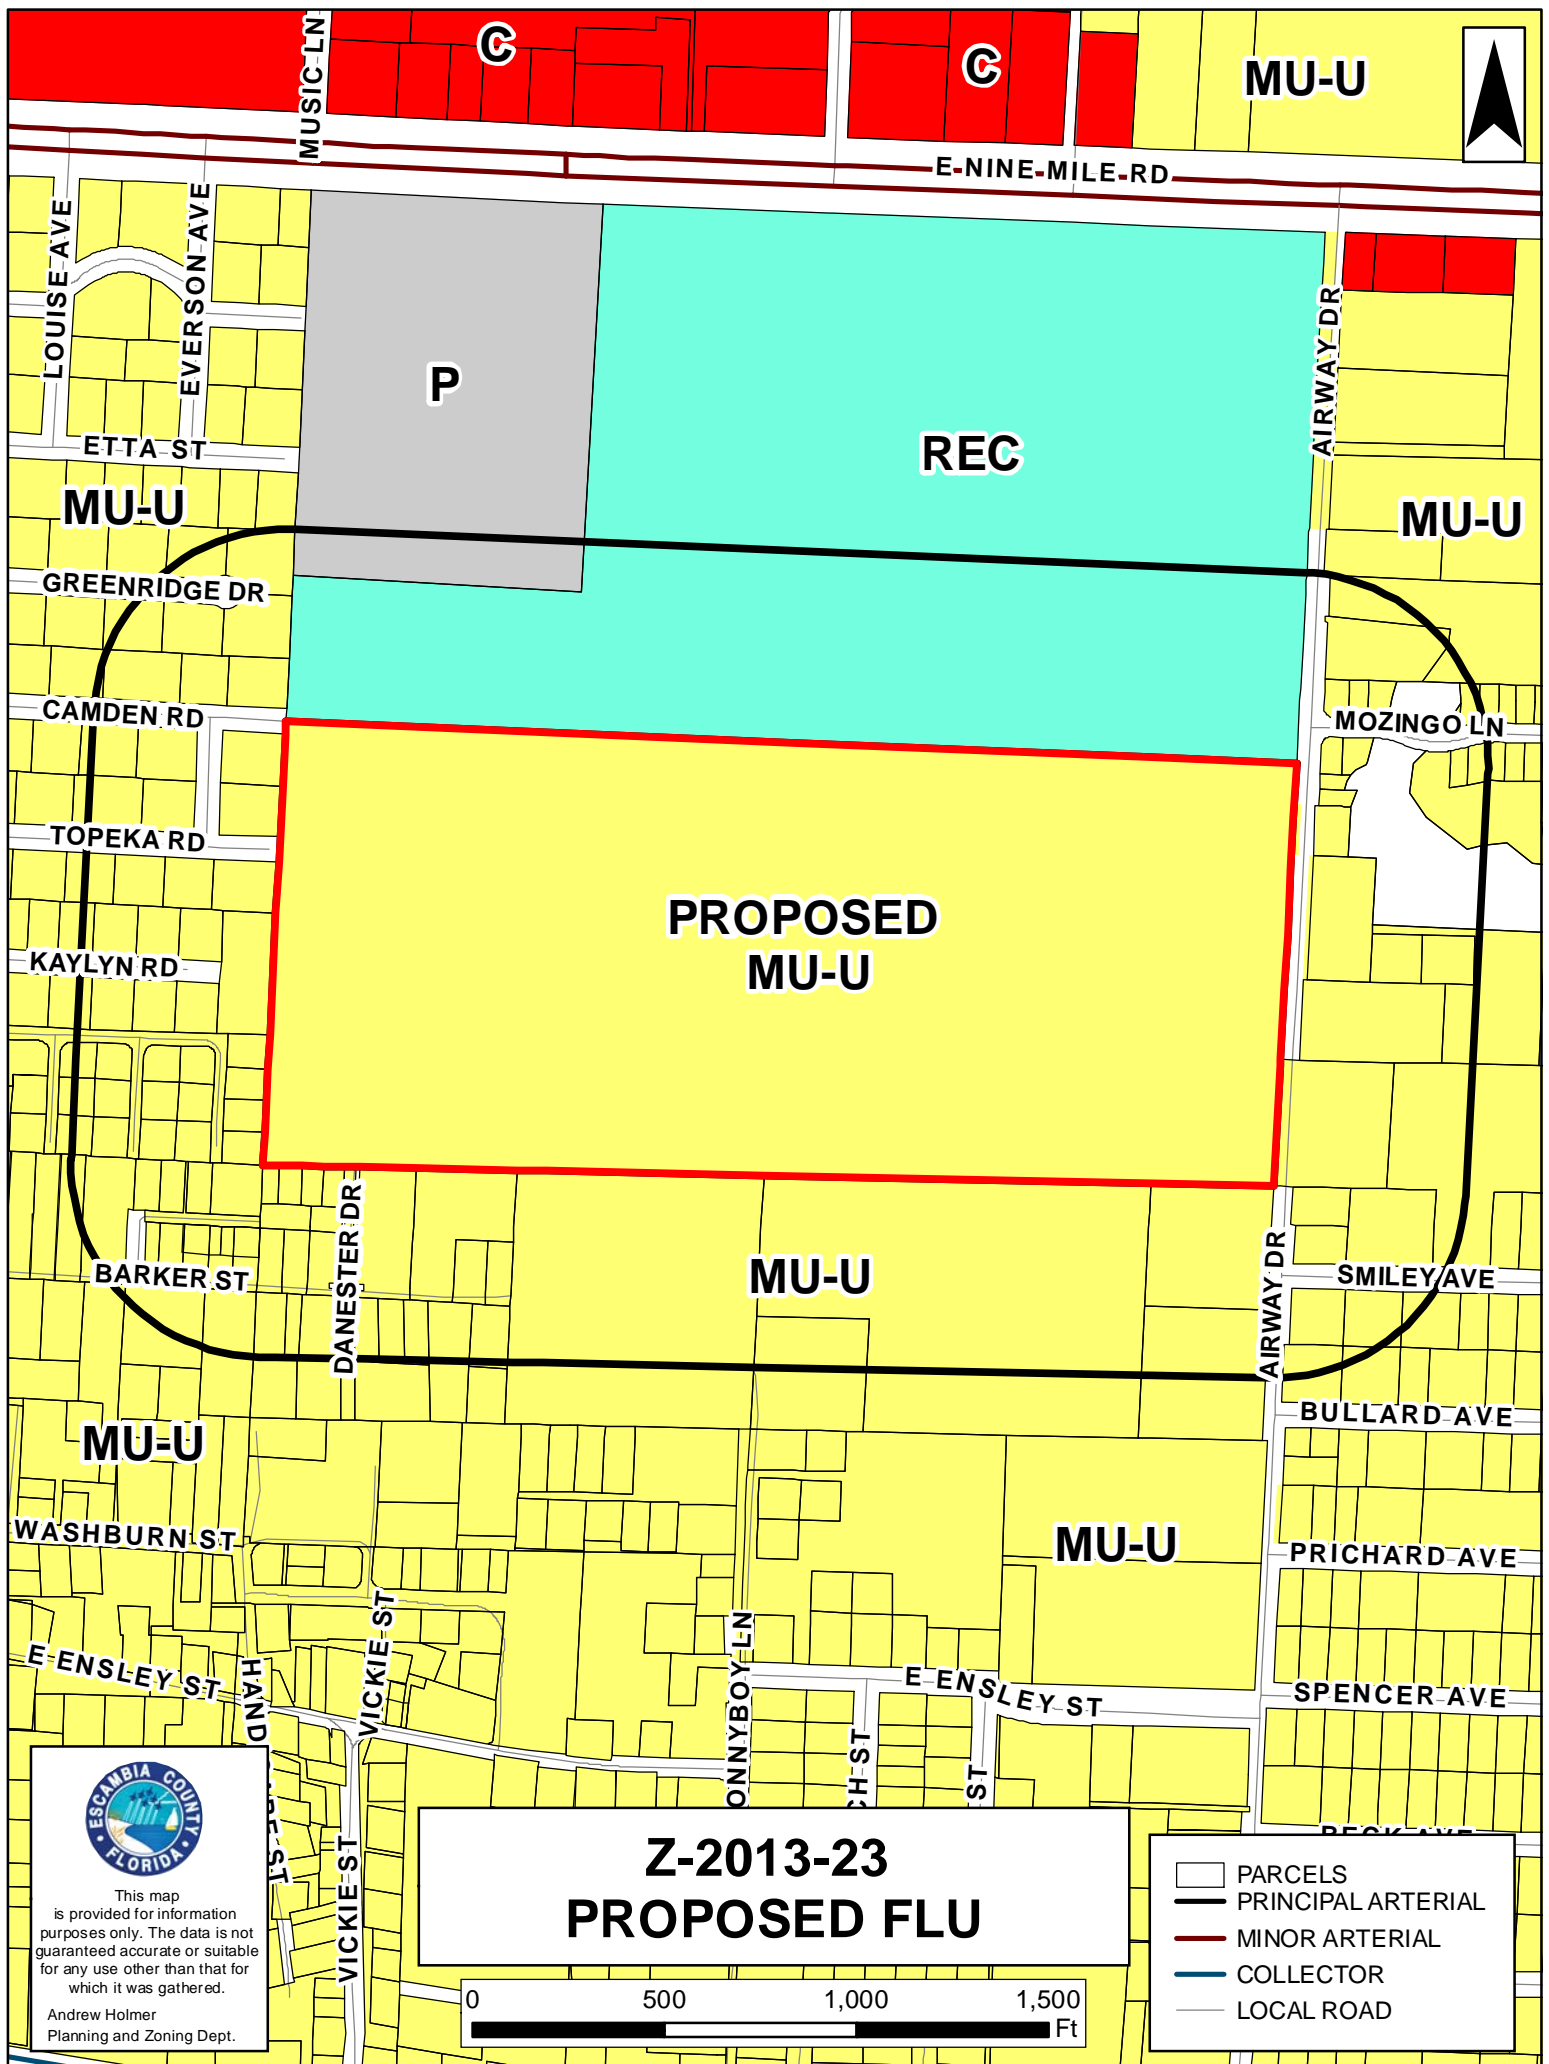 MUSIC LN
C
C
MU-U
E NINE MILE RD
LOUISE AVE
EVERSON AVE
AIRWAY DR
P
REC
ETTA ST
MU-U
MU-U
GREENRIDGE DR
CAMDEN RD
MOZINGO LN
TOPEKA RD
PROPOSED
MU-U
KAYLYN RD
DANESTER DR
BARKER ST
MU-U
AIRWAY DR
SMILEY AVE
BULLARD AVE
MU-U
WASHBURN ST
MU-U
PRICHARD AVE
VICKIE ST
E ENSLEY ST
E ENSLEY ST
SPENCER AVE
VICKIE ST
ESCAMBIA COUNTY
FLORIDA
This map
is provided for information
purposes only. The data is not
guaranteed accurate or suitable
for any use other than that for
which it was gathered.
Andrew Holmer
Planning and Zoning Dept.
Z-2013-23
PROPOSED FLU
0 500 1,000 1,500
Ft
PARCELS
PRINCIPAL ARTERIAL
MINOR ARTERIAL
COLLECTOR
LOCAL ROAD